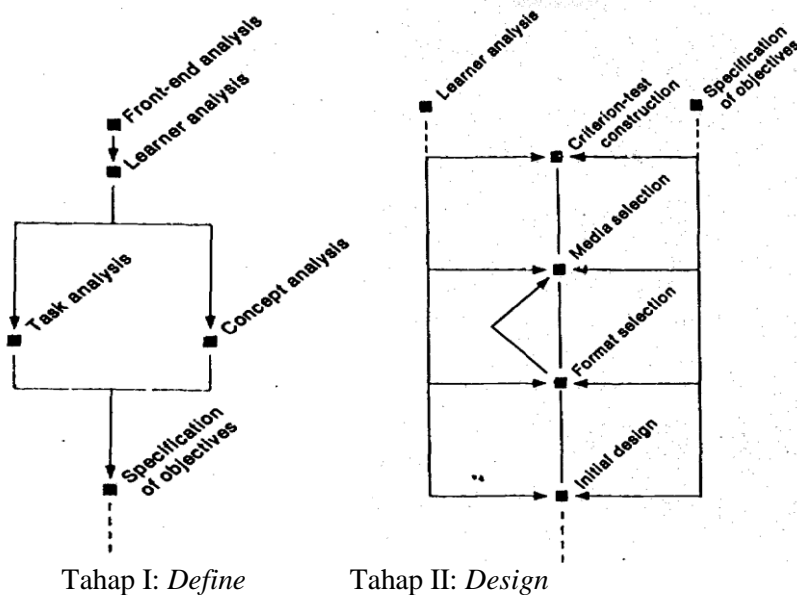 Front-end analysis
Learner analysis
Task analysis
Concept analysis
Specification
of objectives
Learner analysis
Specification
of objectives
Criterion-test
construction
Media selection
Format selection
Initial design
Tahap I: Define
Tahap II: Design